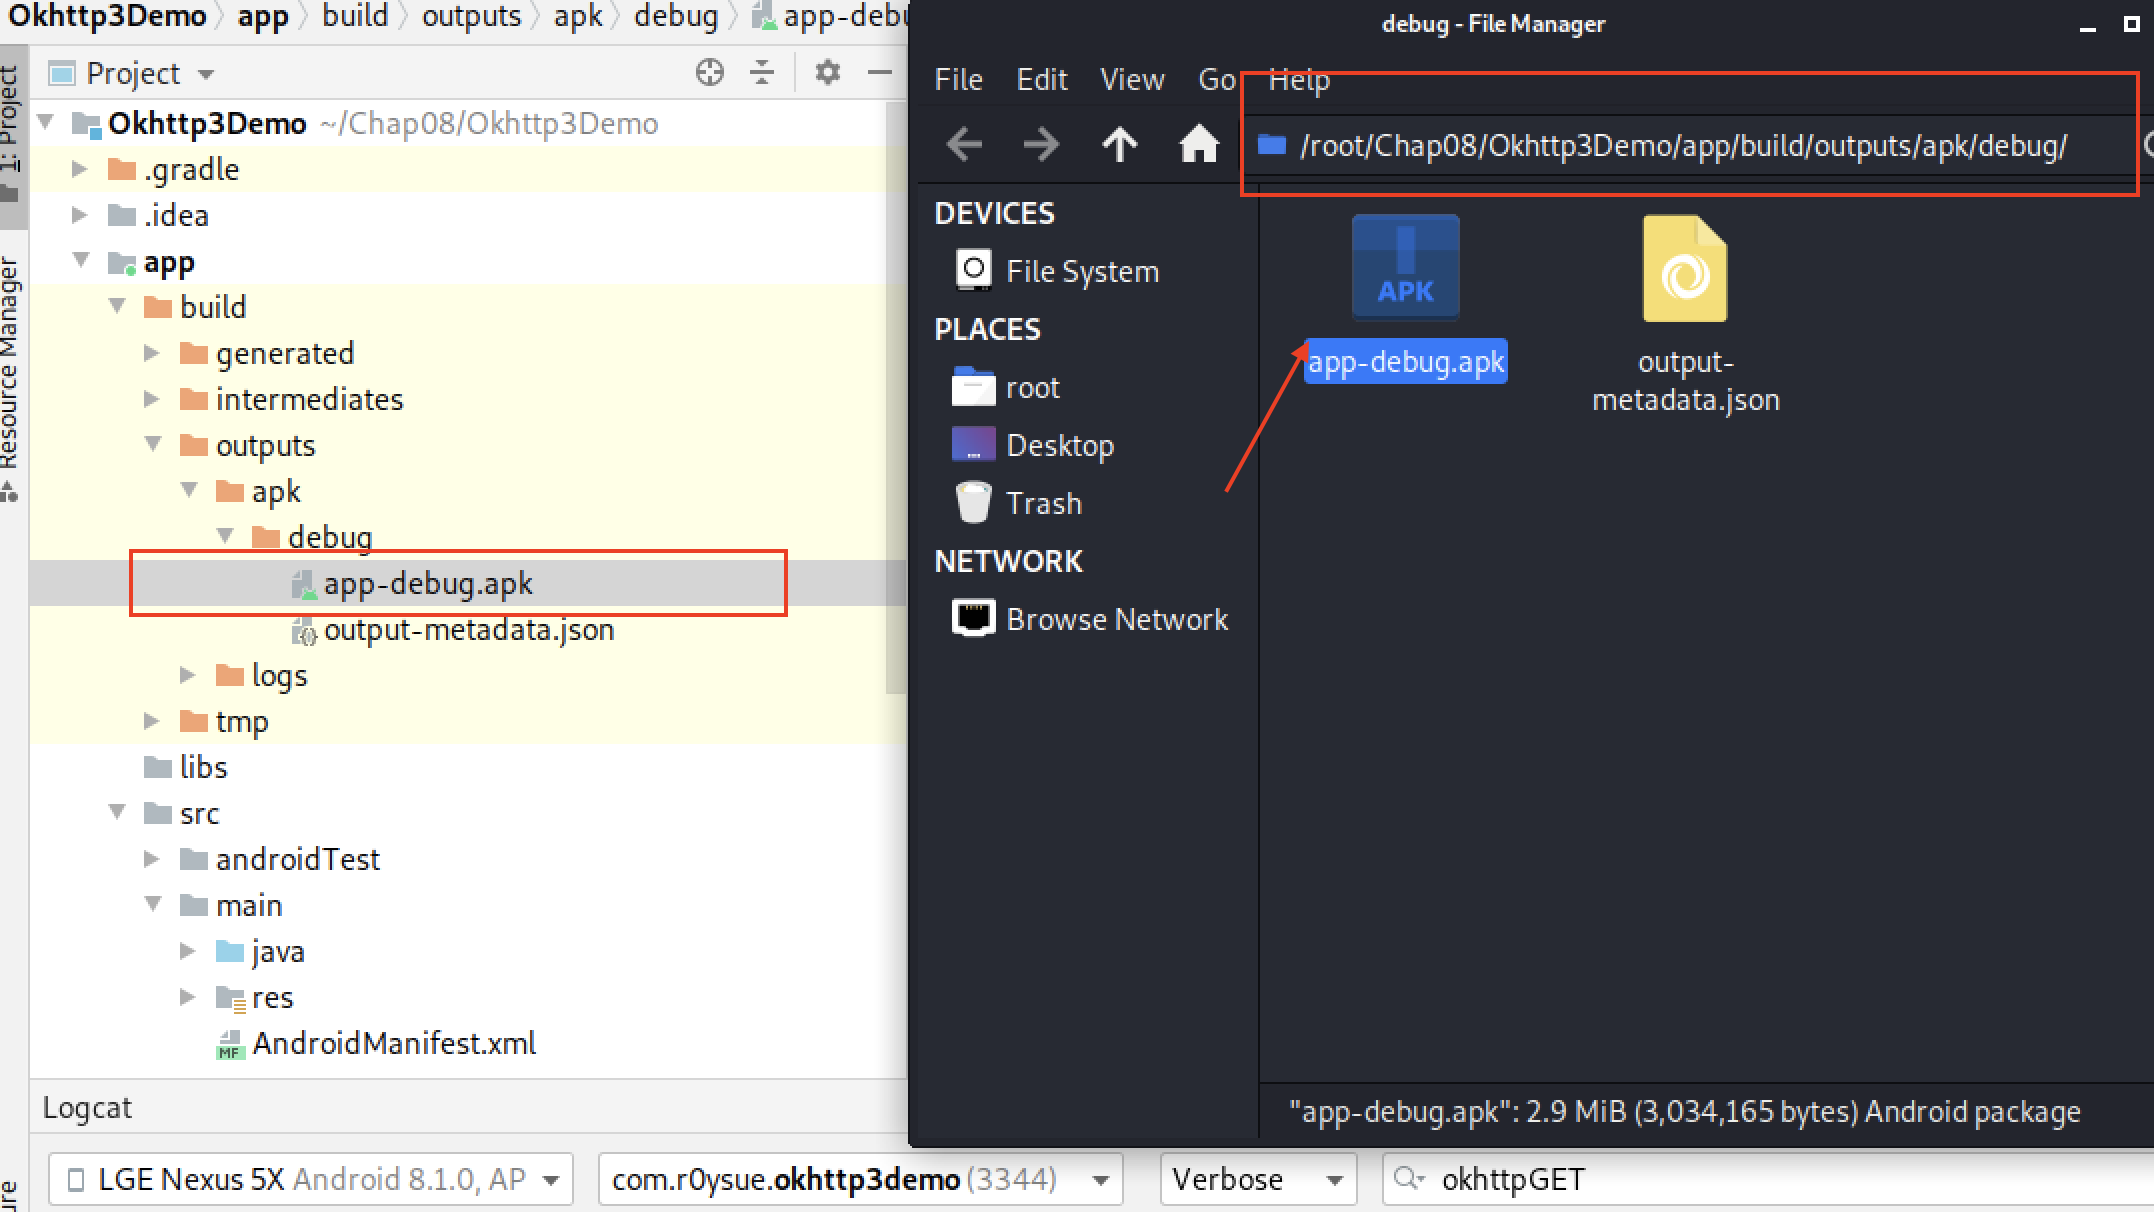 Okhttp3Demo app build outputs apk debug app-debu
1: Project
Resource Manager
Project
Okhttp3Demo ~/Chap08/Okhttp3Demo
.gradle
.idea
app
build
generated
intermediates
outputs
apk
debug
app-debug.apk
output-metadata.json
logs
tmp
libs
src
androidTest
main
java
res
MF AndroidManifest.xml
Logcat
LGE Nexus 5X Android 8.1.0, AP
com.r0ysue.okhttp3demo (3344)
Verbose
okhttpGET
debug - File Manager
File Edit View Go Help
/root/Chap08/Okhttp3Demo/app/build/outputs/apk/debug/
DEVICES
File System
PLACES
root
Desktop
Trash
NETWORK
Browse Network
APK
app-debug.apk
output-
metadata.json
"app-debug.apk": 2.9 MiB (3,034,165 bytes) Android package